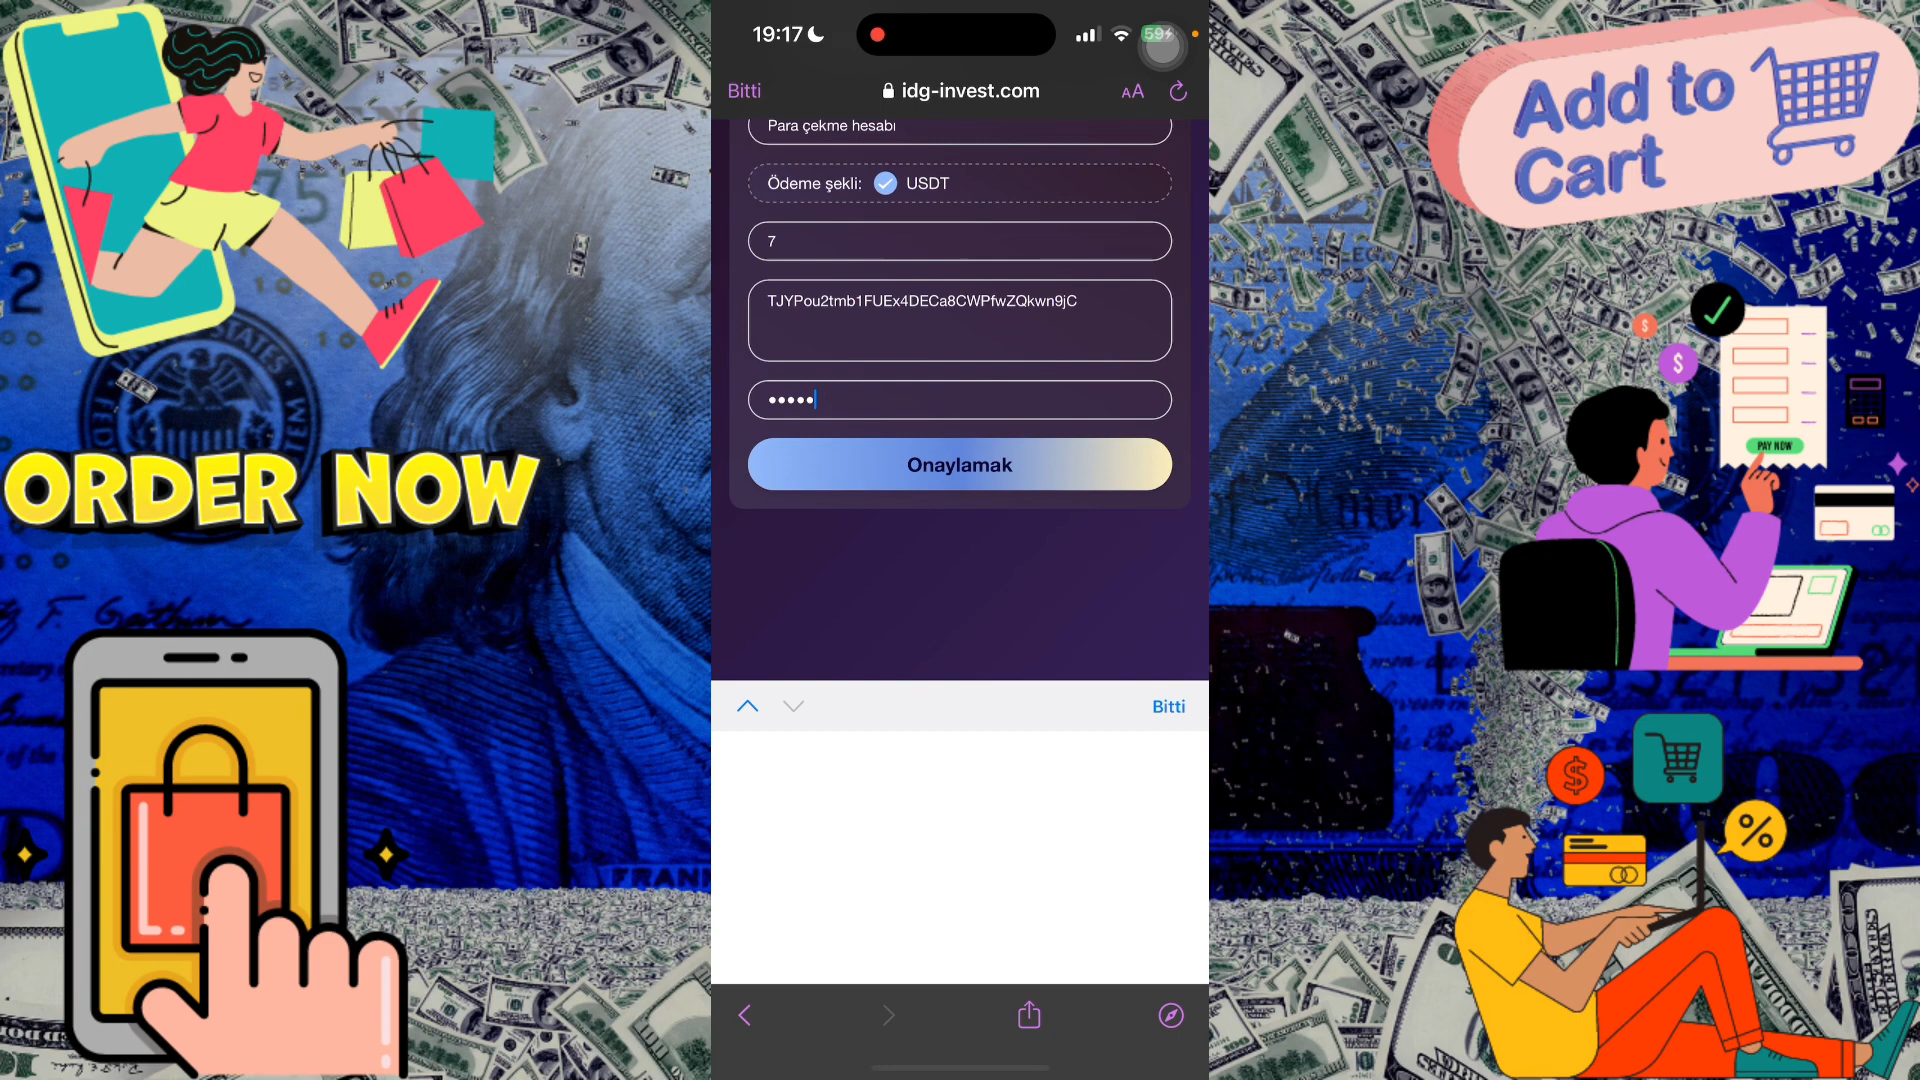 19:17
59
Bitti
idg-invest.com
AA
Para çekme hesabı
Ödeme şekli:
USDT
7
TJYPou2tmb1FUEx4DECa8CWPfwZQkwn9jC
•••••
Onaylamak
Bitti
ORDER NOW
Add to
Cart
PAY NOW